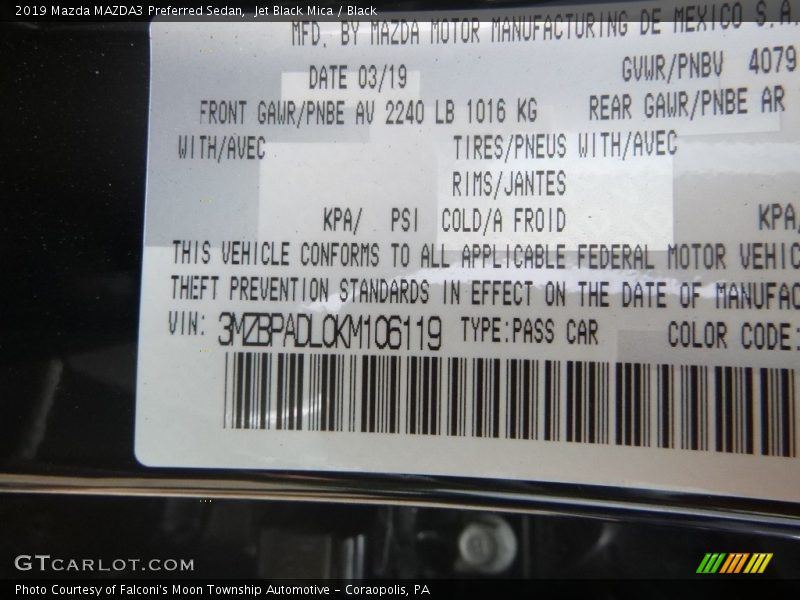 2019 Mazda MAZDA3 Preferred Sedan, Jet Black Mica / Black
MFD. BY MAZDA MOTOR MANUFACTURING DE MEXICO S.A.
DATE 03/19 GVWR/PNBV 4079
FRONT GAWR/PNBE AV 2240 LB 1016 KG REAR GAWR/PNBE AR
WITH/AVEC TIRES/PNEUS WITH/AVEC
RIMS/JANTES
KPA/ PSI COLD/A FROID KPA/
THIS VEHICLE CONFORMS TO ALL APPLICABLE FEDERAL MOTOR VEHIC
THEFT PREVENTION STANDARDS IN EFFECT ON THE DATE OF MANUFAC
VIN: 3MZBPADL0KM106119 TYPE:PASS CAR COLOR CODE:
GTCARLOT.COM
Photo Courtesy of Falconi's Moon Township Automotive - Coraopolis, PA